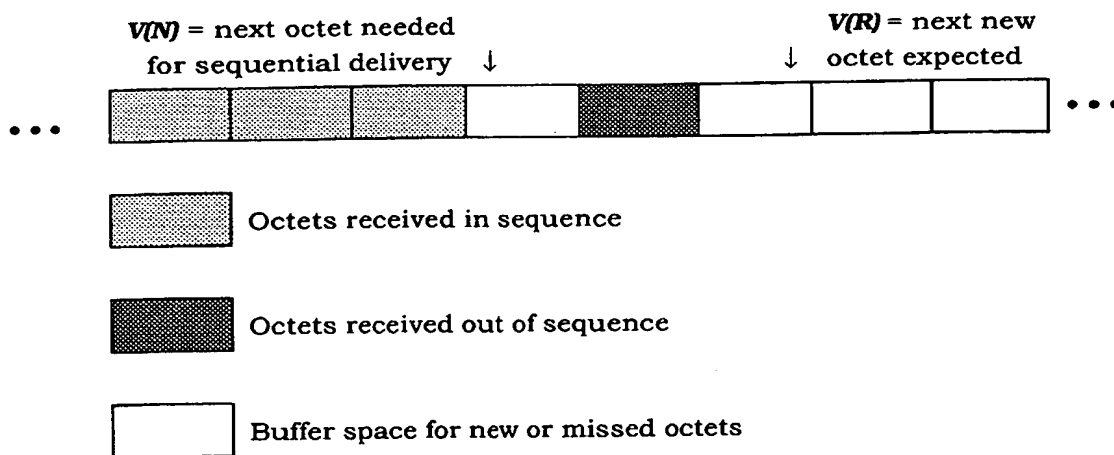 V(N) = next octet needed
for sequential delivery ↓
V(R) = next new
↓ octet expected
••• •••
Octets received in sequence
Octets received out of sequence
Buffer space for new or missed octets